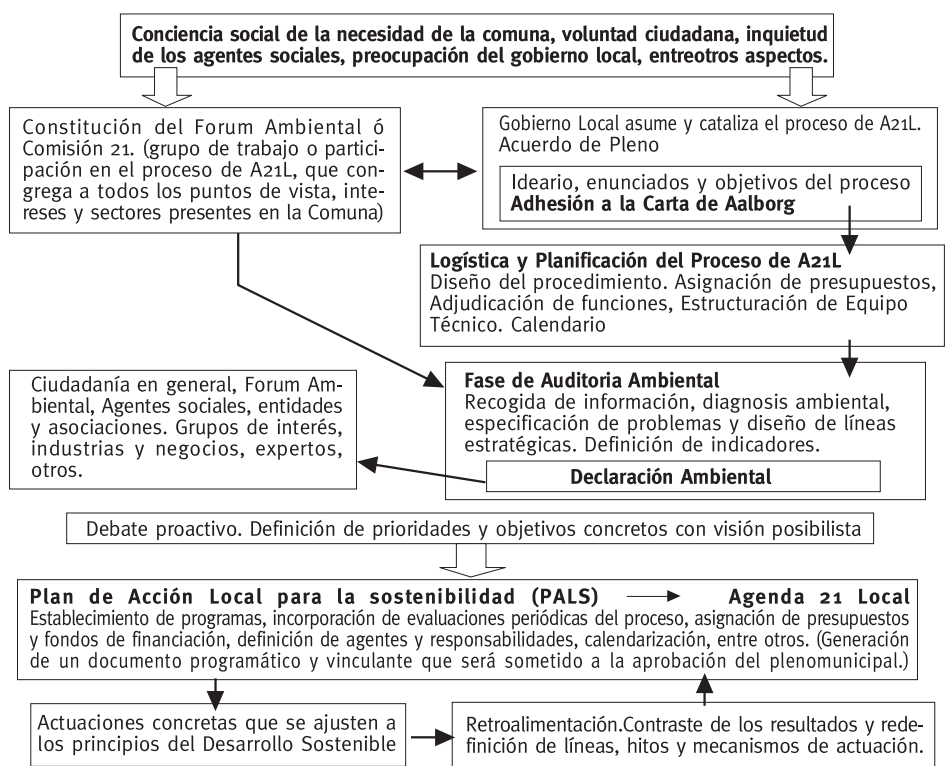 Conciencia social de la necesidad de la comuna, voluntad ciudadana, inquietud
de los agentes sociales, preocupación del gobierno local, entreotros aspectos.
Constitución del Forum Ambiental ó
Comisión 21. (grupo de trabajo o partici-
pación en el proceso de A21L, que con-
grega a todos los puntos de vista, inte-
reses y sectores presentes en la Comuna)
Gobierno Local asume y cataliza el proceso de A21L.
Acuerdo de Pleno
Ideario, enunciados y objetivos del proceso
Adhesión a la Carta de Aalborg
Logística y Planificación del Proceso de A21L
Diseño del procedimiento. Asignación de presupuestos,
Adjudicación de funciones, Estructuración de Equipo
Técnico. Calendario
Ciudadanía en general, Forum Am-
biental, Agentes sociales, entidades
y asociaciones. Grupos de interés,
industrias y negocios, expertos,
otros.
Fase de Auditoria Ambiental
Recogida de información, diagnosis ambiental,
especificación de problemas y diseño de líneas
estratégicas. Definición de indicadores.
Declaración Ambiental
Debate proactivo. Definición de prioridades y objetivos concretos con visión posibilista
Plan de Acción Local para la sostenibilidad (PALS) Agenda 21 Local
Establecimiento de programas, incorporación de evaluaciones periódicas del proceso, asignación de presupuestos
y fondos de financiación, definición de agentes y responsabilidades, calendarización, entre otros. (Generación
de un documento programático y vinculante que será sometido a la aprobación del plenomunicipal.)
Actuaciones concretas que se ajusten a
los principios del Desarrollo Sostenible
Retroalimentación.Contraste de los resultados y rede-
finición de líneas, hitos y mecanismos de actuación.